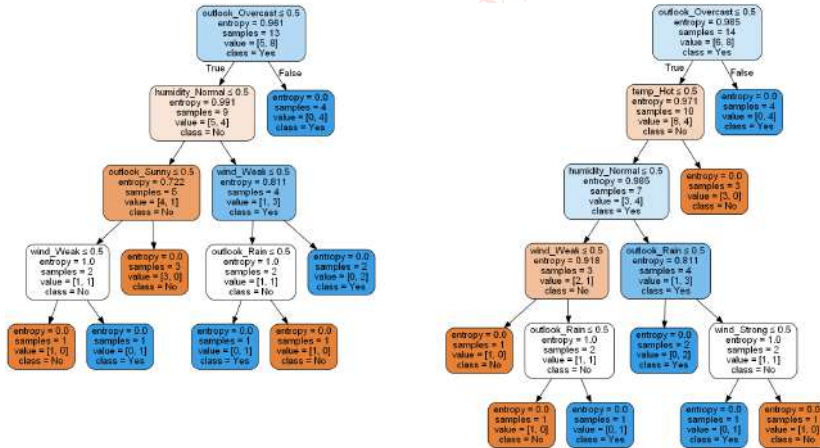 outlook_Overcast ≤ 0.5
entropy = 0.961
samples = 13
value = [5, 8]
class = Yes
True
False
humidity_Normal ≤ 0.5
entropy = 0.991
samples = 9
value = [5, 4]
class = No
entropy = 0.0
samples = 4
value = [0, 4]
class = Yes
outlook_Sunny ≤ 0.5
entropy = 0.722
samples = 5
value = [4, 1]
class = No
wind_Weak ≤ 0.5
entropy = 0.811
samples = 4
value = [1, 3]
class = Yes
wind_Weak ≤ 0.5
entropy = 1.0
samples = 2
value = [1, 1]
class = No
entropy = 0.0
samples = 3
value = [3, 0]
class = No
outlook_Rain ≤ 0.5
entropy = 1.0
samples = 2
value = [1, 1]
class = No
entropy = 0.0
samples = 2
value = [0, 2]
class = Yes
entropy = 0.0
samples = 1
value = [1, 0]
class = No
entropy = 0.0
samples = 1
value = [0, 1]
class = Yes
entropy = 0.0
samples = 1
value = [0, 1]
class = Yes
entropy = 0.0
samples = 1
value = [1, 0]
class = No
outlook_Overcast ≤ 0.5
entropy = 0.985
samples = 14
value = [6, 8]
class = Yes
True
False
temp_Hot ≤ 0.5
entropy = 0.971
samples = 10
value = [6, 4]
class = No
entropy = 0.0
samples = 4
value = [0, 4]
class = Yes
humidity_Normal ≤ 0.5
entropy = 0.985
samples = 7
value = [3, 4]
class = Yes
entropy = 0.0
samples = 3
value = [3, 0]
class = No
wind_Weak ≤ 0.5
entropy = 0.918
samples = 3
value = [2, 1]
class = No
outlook_Rain ≤ 0.5
entropy = 0.811
samples = 4
value = [1, 3]
class = Yes
entropy = 0.0
samples = 1
value = [1, 0]
class = No
outlook_Rain ≤ 0.5
entropy = 1.0
samples = 2
value = [1, 1]
class = No
entropy = 0.0
samples = 2
value = [0, 2]
class = Yes
wind_Strong ≤ 0.5
entropy = 1.0
samples = 2
value = [1, 1]
class = No
entropy = 0.0
samples = 1
value = [1, 0]
class = No
entropy = 0.0
samples = 1
value = [0, 1]
class = Yes
entropy = 0.0
samples = 1
value = [0, 1]
class = Yes
entropy = 0.0
samples = 1
value = [1, 0]
class = No